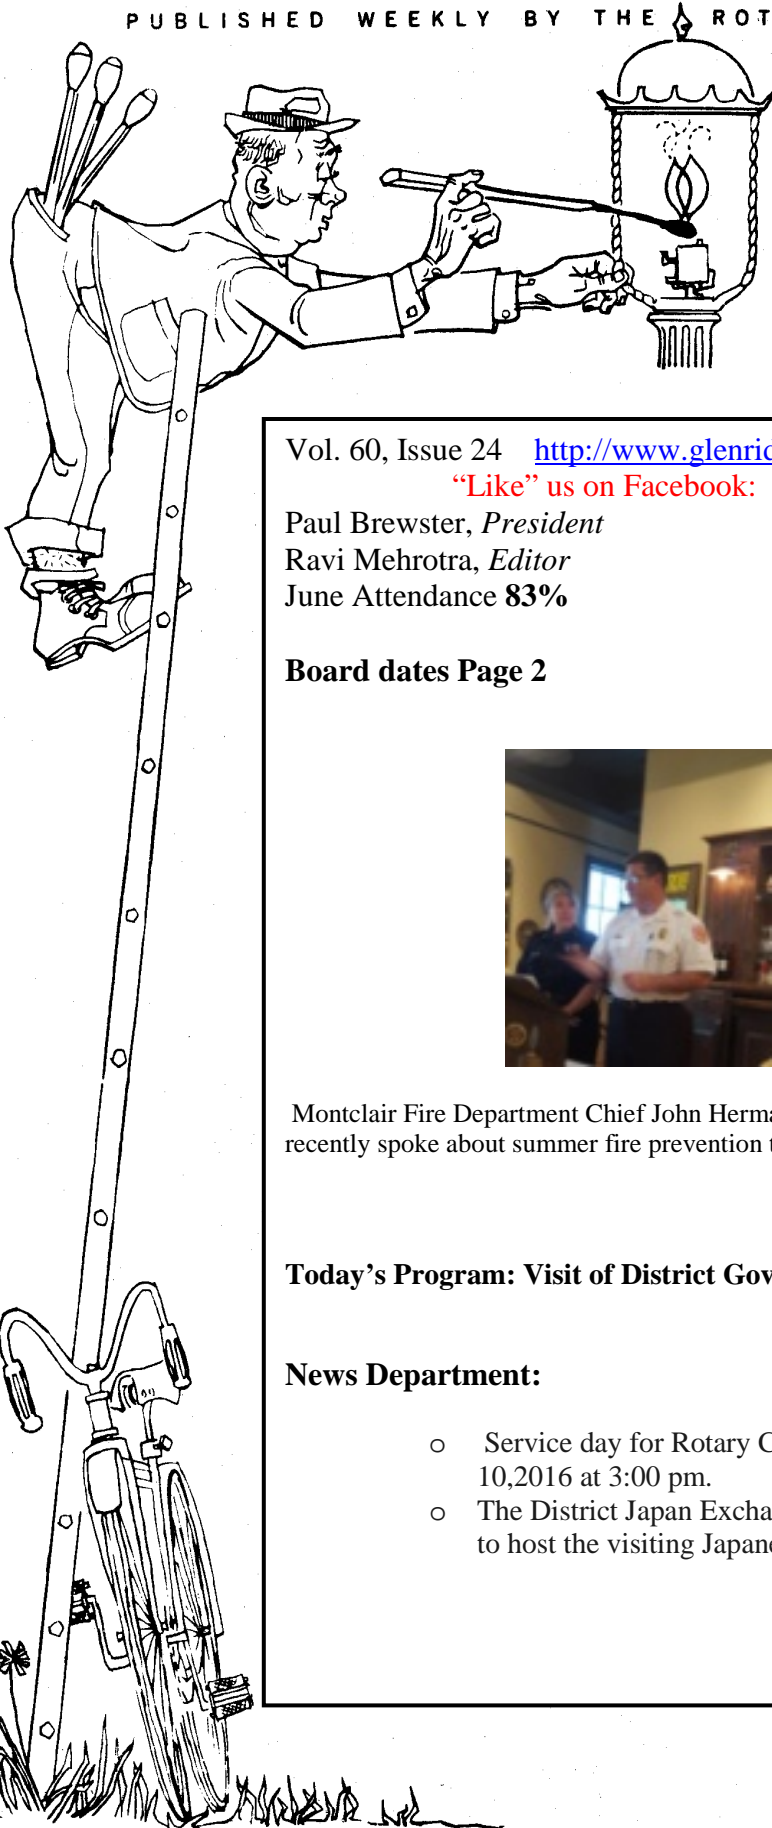 PUBLISHED WEEKLY BY THE ROT
Vol. 60, Issue 24 http://www.glenrid
“Like” us on Facebook:
Paul Brewster, President
Ravi Mehrotra, Editor
June Attendance 83%
Board dates Page 2
Montclair Fire Department Chief John Herma
recently spoke about summer fire prevention t
Today’s Program: Visit of District Gov
News Department:
o Service day for Rotary C
10,2016 at 3:00 pm.
o The District Japan Excha
to host the visiting Japane